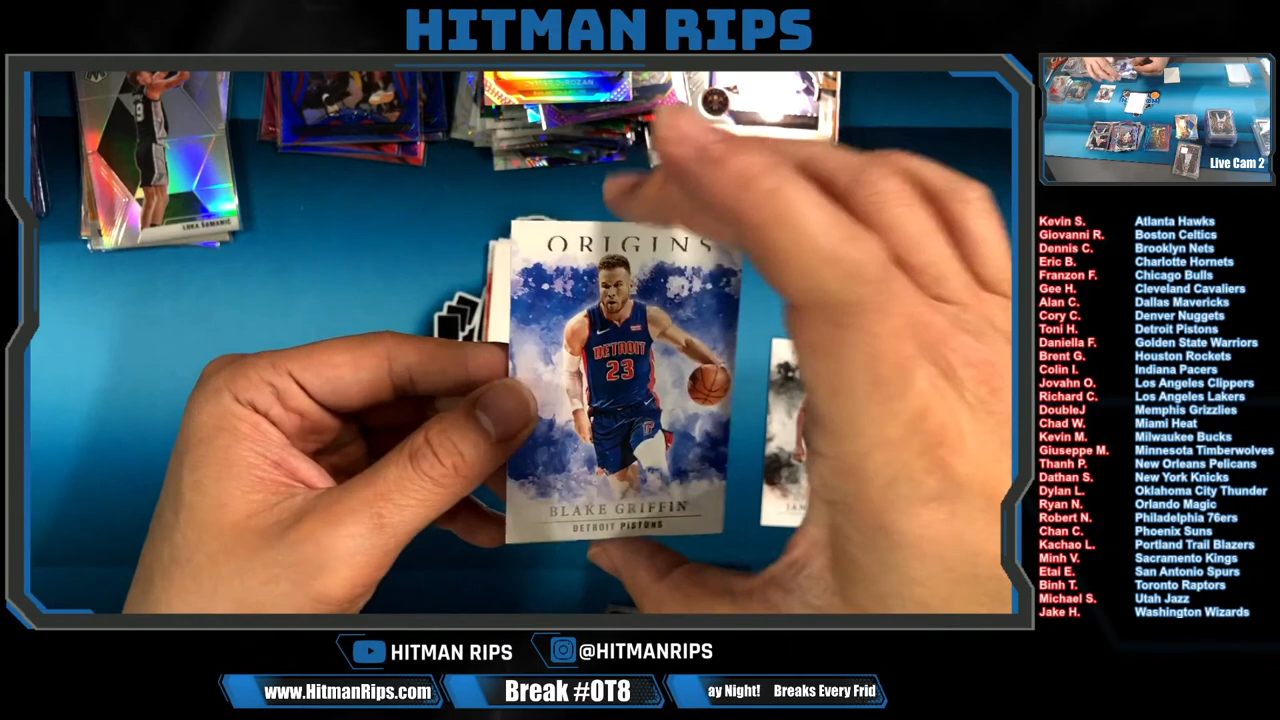 HITMAN RIPS
LUKA SAMANIC
ORIGINS
DETROIT
23
BLAKE GRIFFIN
DETROIT PISTONS
Live Cam 2
Kevin S. Atlanta Hawks
Giovanni R. Boston Celtics
Dennis C. Brooklyn Nets
Eric B. Charlotte Hornets
Franzon F. Chicago Bulls
Gee H. Cleveland Cavaliers
Alan C. Dallas Mavericks
Cory C. Denver Nuggets
Toni H. Detroit Pistons
Daniella F. Golden State Warriors
Brent G. Houston Rockets
Colin I. Indiana Pacers
Jovahn O. Los Angeles Clippers
Richard C. Los Angeles Lakers
DoubleJ Memphis Grizzlies
Chad W. Miami Heat
Kevin M. Milwaukee Bucks
Giuseppe M. Minnesota Timberwolves
Thanh P. New Orleans Pelicans
Dathan S. New York Knicks
Dylan L. Oklahoma City Thunder
Ryan N. Orlando Magic
Robert N. Philadelphia 76ers
Chan C. Phoenix Suns
Kachao L. Portland Trail Blazers
Minh V. Sacramento Kings
Etai E. San Antonio Spurs
Binh T. Toronto Raptors
Michael S. Utah Jazz
Jake H. Washington Wizards
HITMAN RIPS
@HITMANRIPS
www.HitmanRips.com
Break #OT8
ay Night! Breaks Every Frid